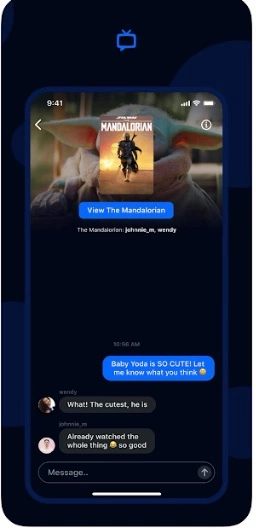 9:41
STAR WARS
MANDALORIAN
View The Mandalorian
The Mandalorian: johnnie_m, wendy
10:56 AM
Baby Yoda is SO CUTE! Let
me know what you think 😄
wendy
What! The cutest, he is
johnnie_m
Already watched the
whole thing 😄 so good
Message...